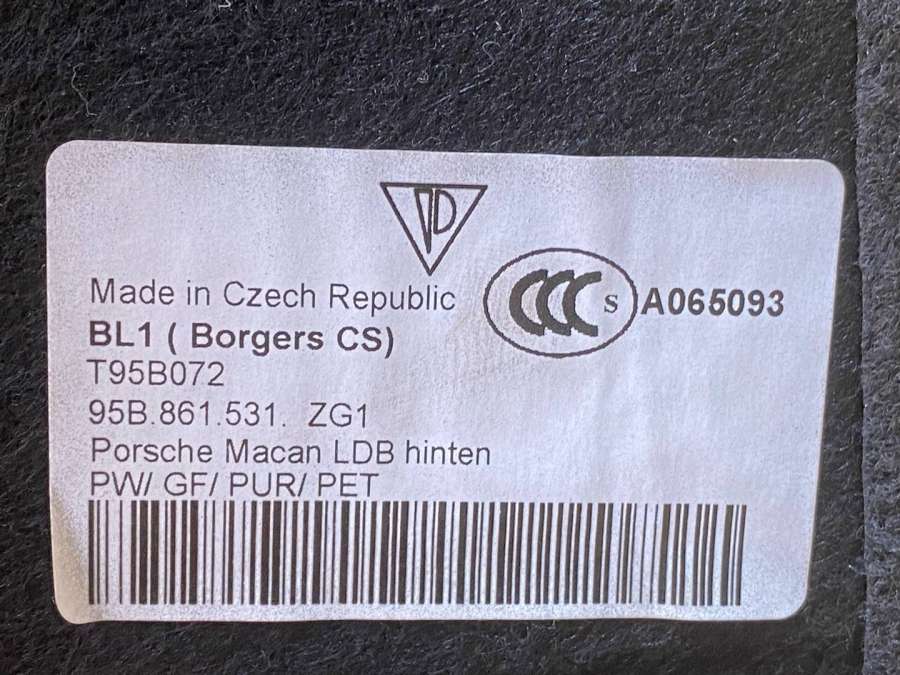 Made in Czech Republic
CCC S A065093
BL1 ( Borgers CS)
T95B072
95B.861.531. ZG1
Porsche Macan LDB hinten
PW/ GF/ PUR/ PET